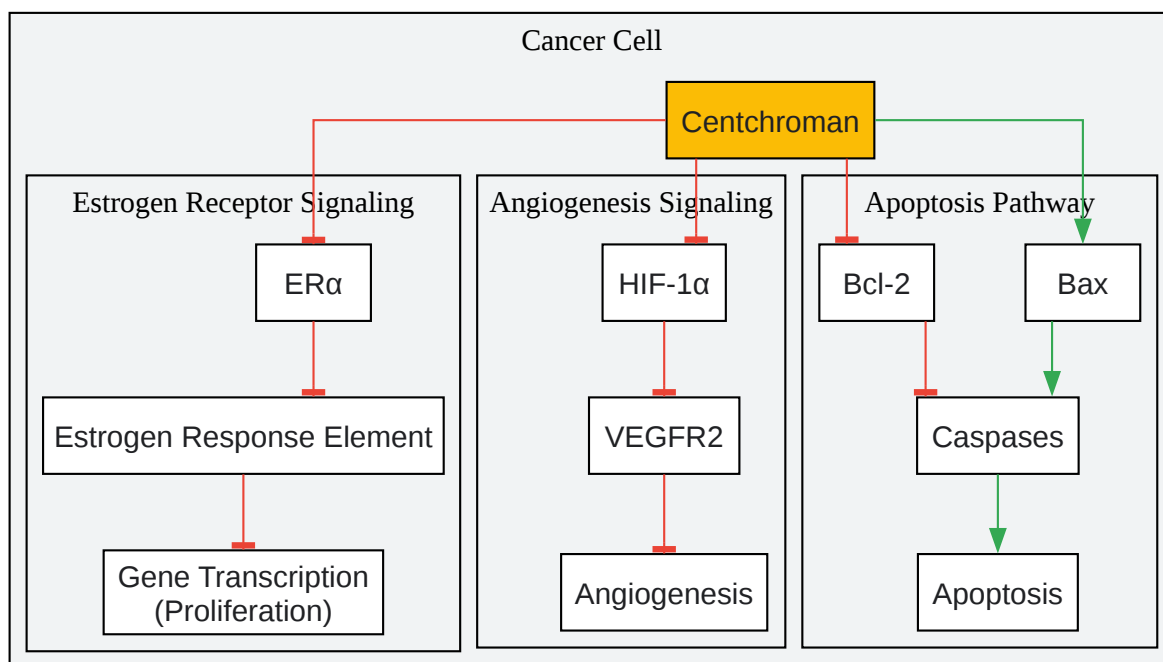 Cancer Cell
Centchroman
Estrogen Receptor Signaling
Angiogenesis Signaling
Apoptosis Pathway
ERα
HIF-1α
Bcl-2
Bax
Estrogen Response Element
VEGFR2
Caspases
Gene Transcription
(Proliferation)
Angiogenesis
Apoptosis